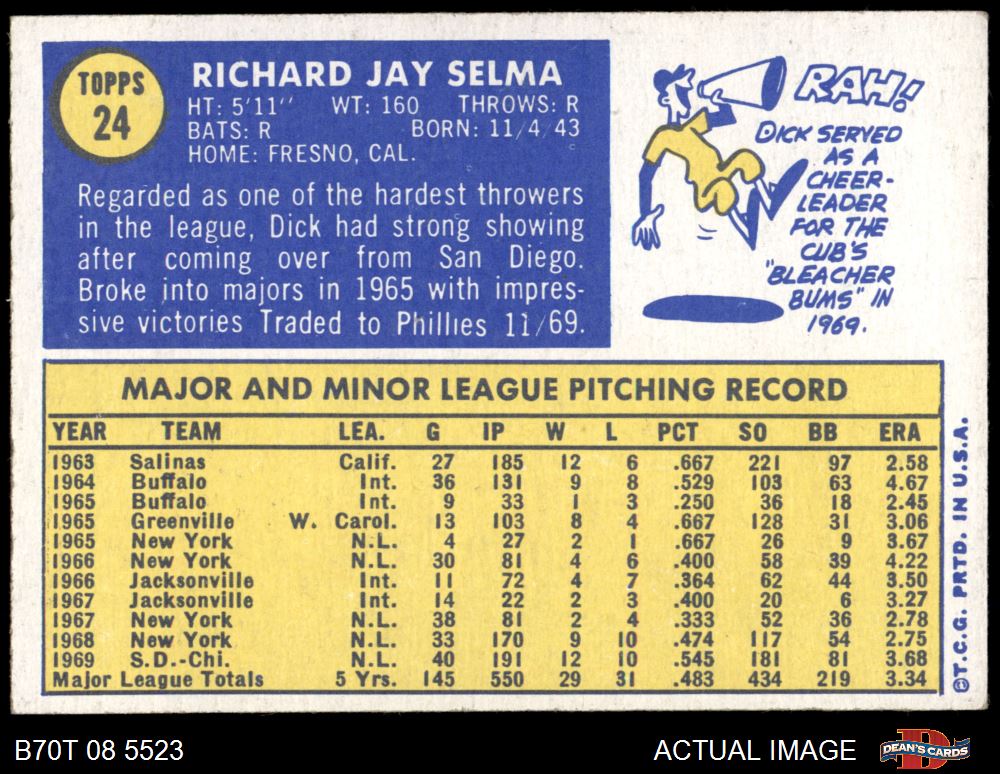 TOPPS
24
RICHARD JAY SELMA
HT: 5'11'' WT: 160 THROWS: R
BATS: R BORN: 11/4/43
HOME: FRESNO, CAL.
Regarded as one of the hardest throwers
in the league, Dick had strong showing
after coming over from San Diego.
Broke into majors in 1965 with impres-
sive victories Traded to Phillies 11/69.
RAH!
DICK SERVED
AS A
CHEER-
LEADER
FOR THE
CUB'S
"BLEACHER
BUMS" IN
1969.
MAJOR AND MINOR LEAGUE PITCHING RECORD
YEAR TEAM LEA. G IP W L PCT SO BB ERA
1963 Salinas Calif. 27 185 12 6 .667 221 97 2.58
1964 Buffalo Int. 36 131 9 8 .529 103 63 4.67
1965 Buffalo Int. 9 33 1 3 .250 36 18 2.45
1965 Greenville W. Carol. 13 103 8 4 .667 128 31 3.06
1965 New York N.L. 4 27 2 1 .667 26 9 3.67
1966 New York N.L. 30 81 4 6 .400 58 39 4.22
1966 Jacksonville Int. 11 72 4 7 .364 62 44 3.50
1967 Jacksonville Int. 14 22 2 3 .400 20 6 3.27
1967 New York N.L. 38 81 2 4 .333 52 36 2.78
1968 New York N.L. 33 170 9 10 .474 117 54 2.75
1969 S.D.-Chi. N.L. 40 191 12 10 .545 181 81 3.68
Major League Totals 5 Yrs. 145 550 29 31 .483 434 219 3.34
©T.C.G. PRTD. IN U.S.A.
B70T 08 5523
ACTUAL IMAGE
DEAN'S CARDS